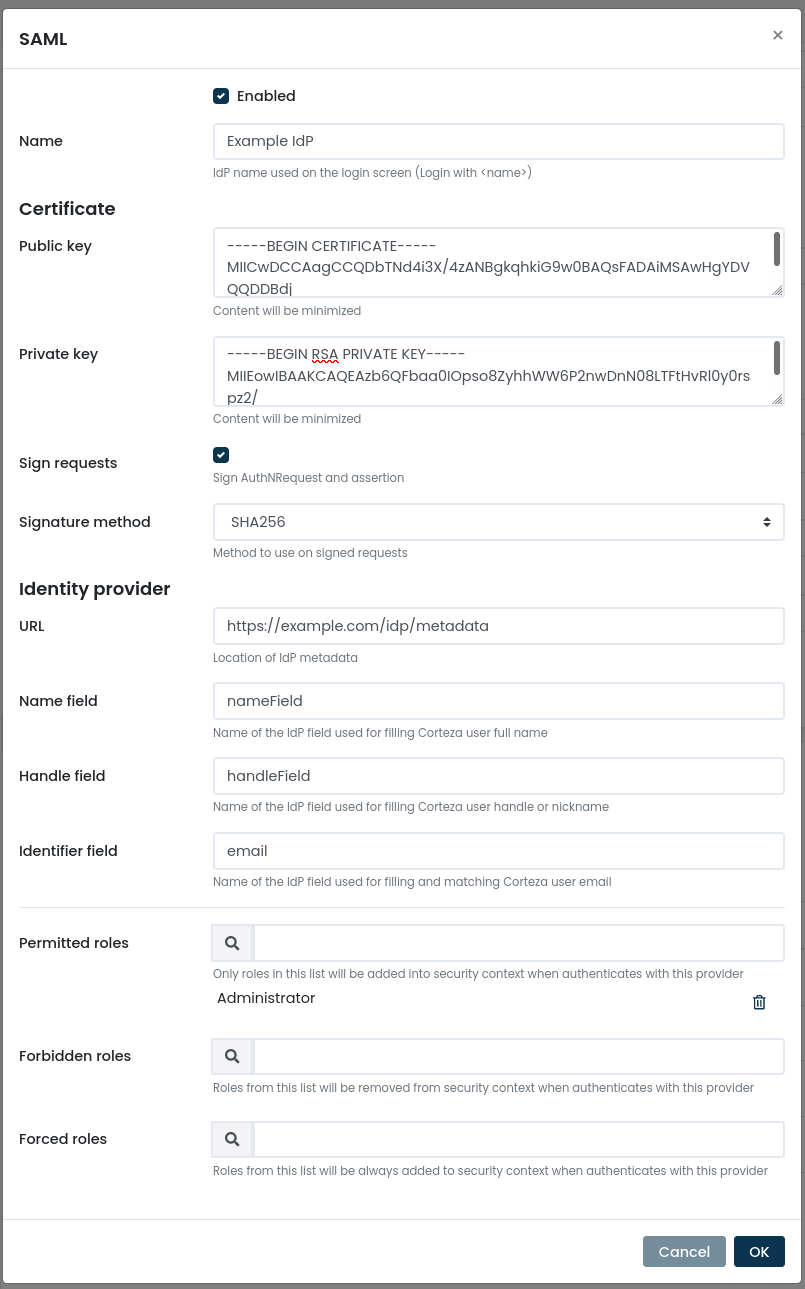 SAML
×
Enabled
Name
Example IdP
IdP name used on the login screen (Login with <name>)
Certificate
Public key
-----BEGIN CERTIFICATE-----
MIICwDCCAagCCQDbTNd4i3X/4zANBgkqhkiG9w0BAQsFADAiMSAwHgYDV
QQDDBdj
Content will be minimized
Private key
-----BEGIN RSA PRIVATE KEY-----
MIIEowIBAAKCAQEAzb6QFbaa0IOpso8ZyhhWW6P2nwDnN08LTFtHvRl0y0rs
pz2/
Content will be minimized
Sign requests
Sign AuthNRequest and assertion
Signature method
SHA256
Method to use on signed requests
Identity provider
URL
https://example.com/idp/metadata
Location of IdP metadata
Name field
nameField
Name of the IdP field used for filling Corteza user full name
Handle field
handleField
Name of the IdP field used for filling Corteza user handle or nickname
Identifier field
email
Name of the IdP field used for filling and matching Corteza user email
Permitted roles
Only roles in this list will be added into security context when authenticates with this provider
Administrator
Forbidden roles
Roles from this list will be removed from security context when authenticates with this provider
Forced roles
Roles from this list will be always added to security context when authenticates with this provider
Cancel
OK